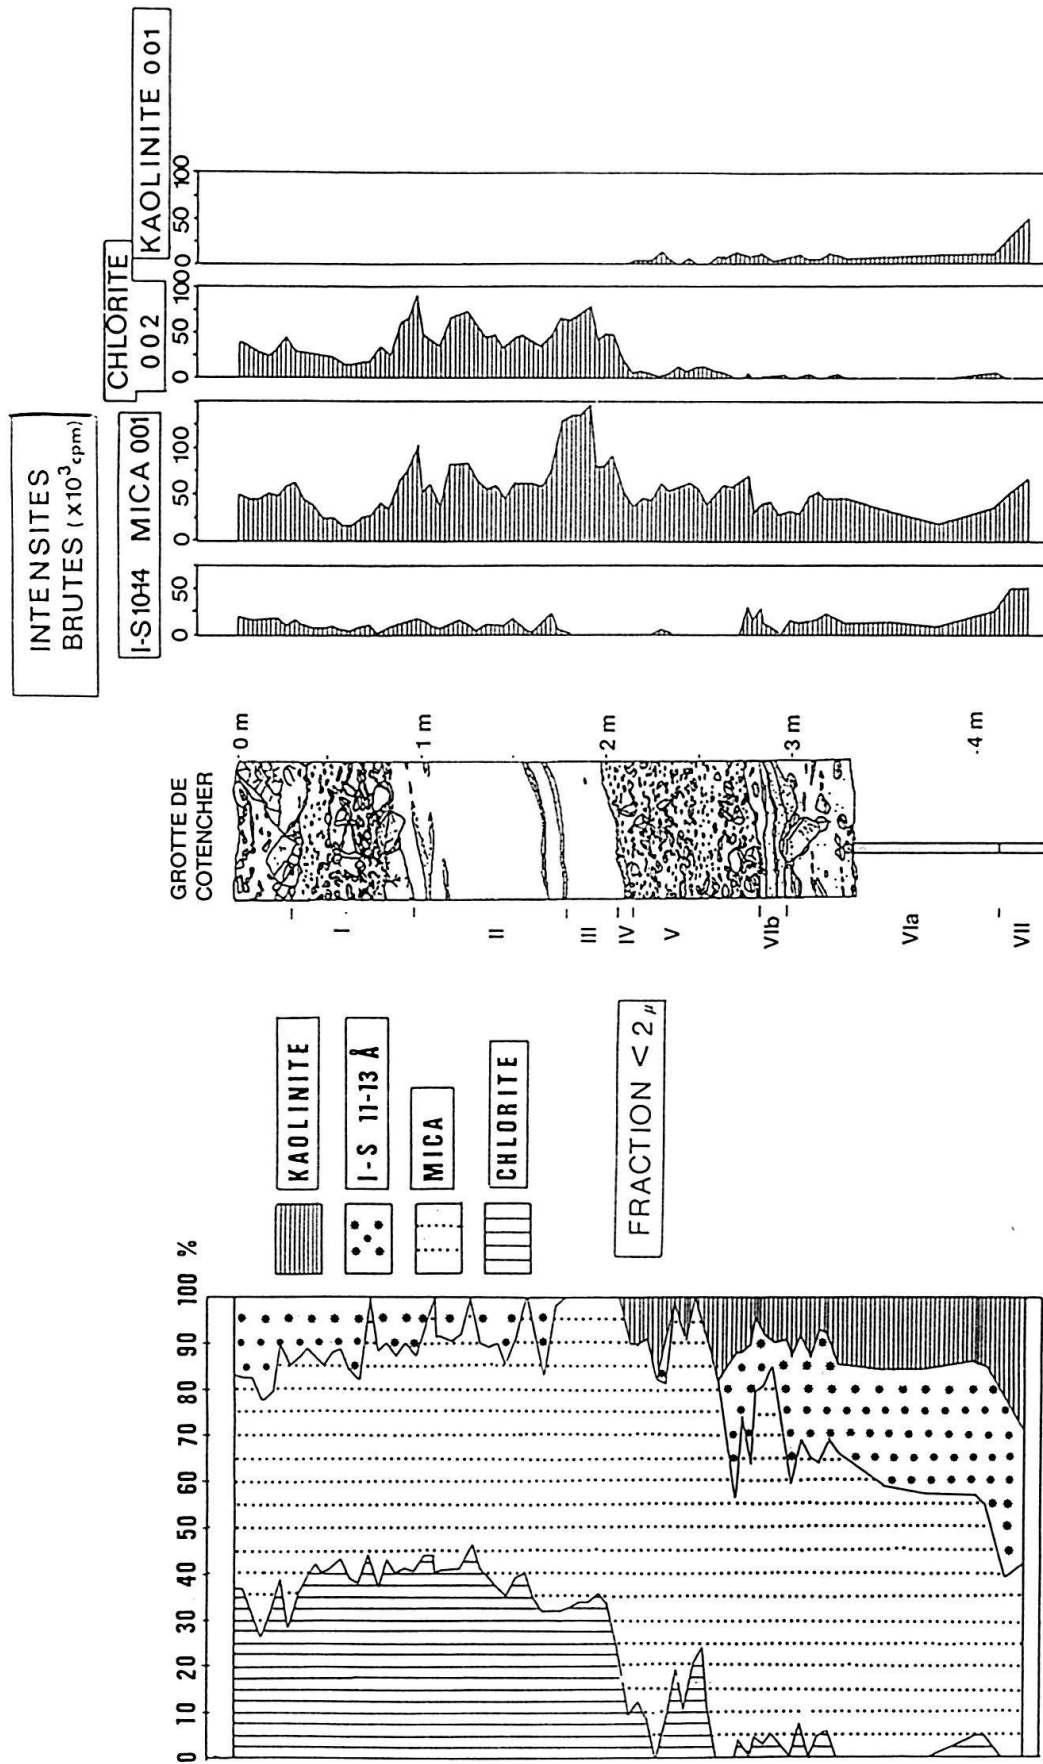 INTENSITES
BRUTES (x10³cpm)
I-S10-14
MICA 001
CHLORITE
002
KAOLINITE 001
0 50
0 50 100
0 50 100
0 50 100
GROTTE DE
COTENCHER
0 m
1 m
2 m
3 m
4 m
I
II
III
IV
V
VIb
VIa
VII
KAOLINITE
I-S 11-13 Å
MICA
CHLORITE
FRACTION < 2 µ
0 10 20 30 40 50 60 70 80 90 100 %